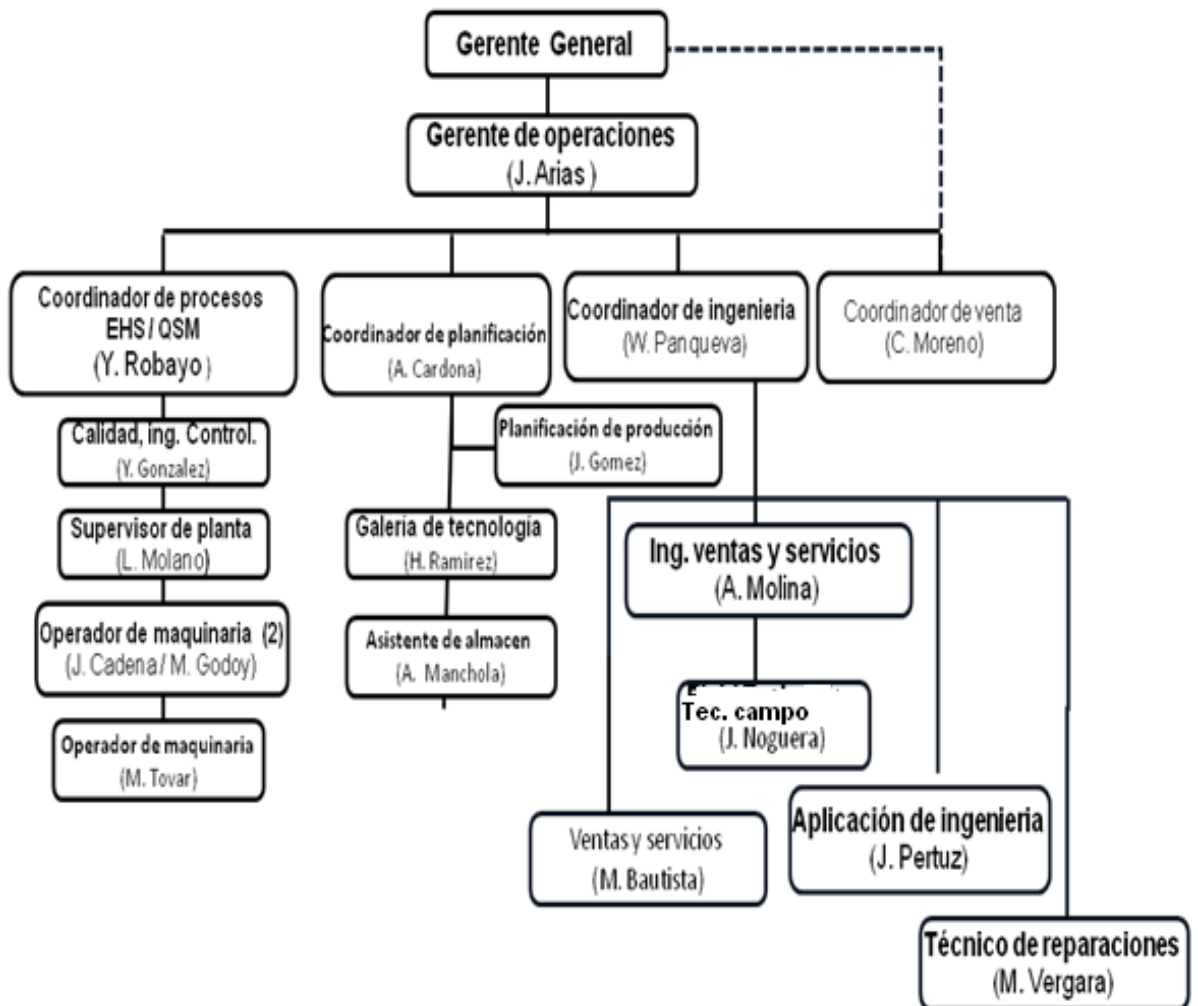 Gerente General
Gerente de operaciones
(J. Arias )
Coordinador de procesos
EHS / QSM
(Y. Robayo )
Coordinador de planificación
(A. Cardona)
Coordinador de ingenieria
(W. Panqueva)
Coordinador de venta
(C. Moreno)
Calidad, ing. Control.
(Y. Gonzalez)
Planificación de producción
(J. Gomez)
Supervisor de planta
(L. Molano)
Galeria de tecnología
(H. Ramirez)
Ing. ventas y servicios
(A. Molina)
Operador de maquinaria (2)
(J. Cadena / M. Godoy)
Asistente de almacen
(A. Manchola)
Tec. campo
(J. Noguera)
Operador de maquinaria
(M. Tovar)
Ventas y servicios
(M. Bautista)
Aplicación de ingenieria
(J. Pertuz)
Técnico de reparaciones
(M. Vergara)